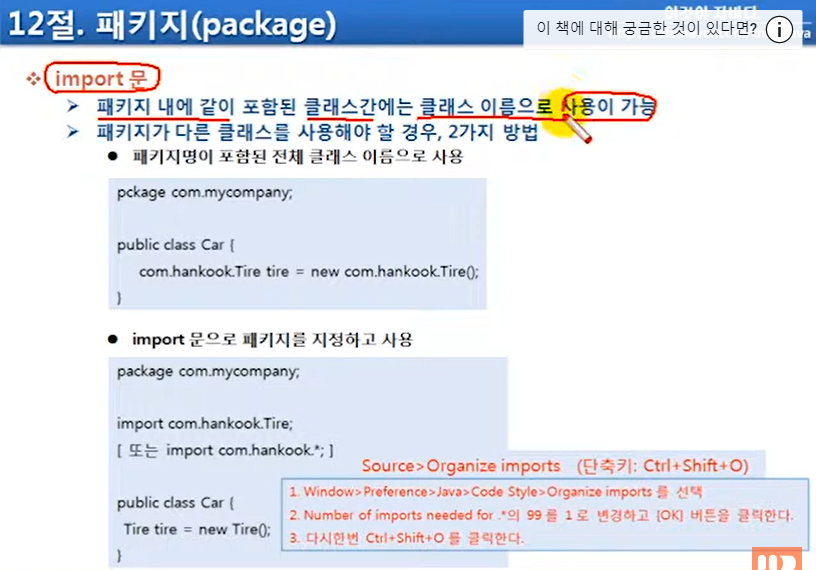 12절. 패키지(package)
이 책에 대해 궁금한 것이 있다면?
import 문
패키지 내에 같이 포함된 클래스간에는 클래스 이름으로 사용이 가능
패키지가 다른 클래스를 사용해야 할 경우, 2가지 방법
패키지명이 포함된 전체 클래스 이름으로 사용
pckage com.mycompany;
public class Car {
com.hankook.Tire tire = new com.hankook.Tire();
}
import 문으로 패키지를 지정하고 사용
package com.mycompany;
import com.hankook.Tire;
[ 또는 import com.hankook.*; ]
Source>Organize imports (단축키: Ctrl+Shift+O)
1. Window>Preference>Java>Code Style>Organize imports 를 선택
2. Number of imports needed for .*의 99 를 1 로 변경하고 [OK] 버튼을 클릭한다.
3. 다시한번 Ctrl+Shift+O 를 클릭한다.
public class Car {
Tire tire = new Tire();
}